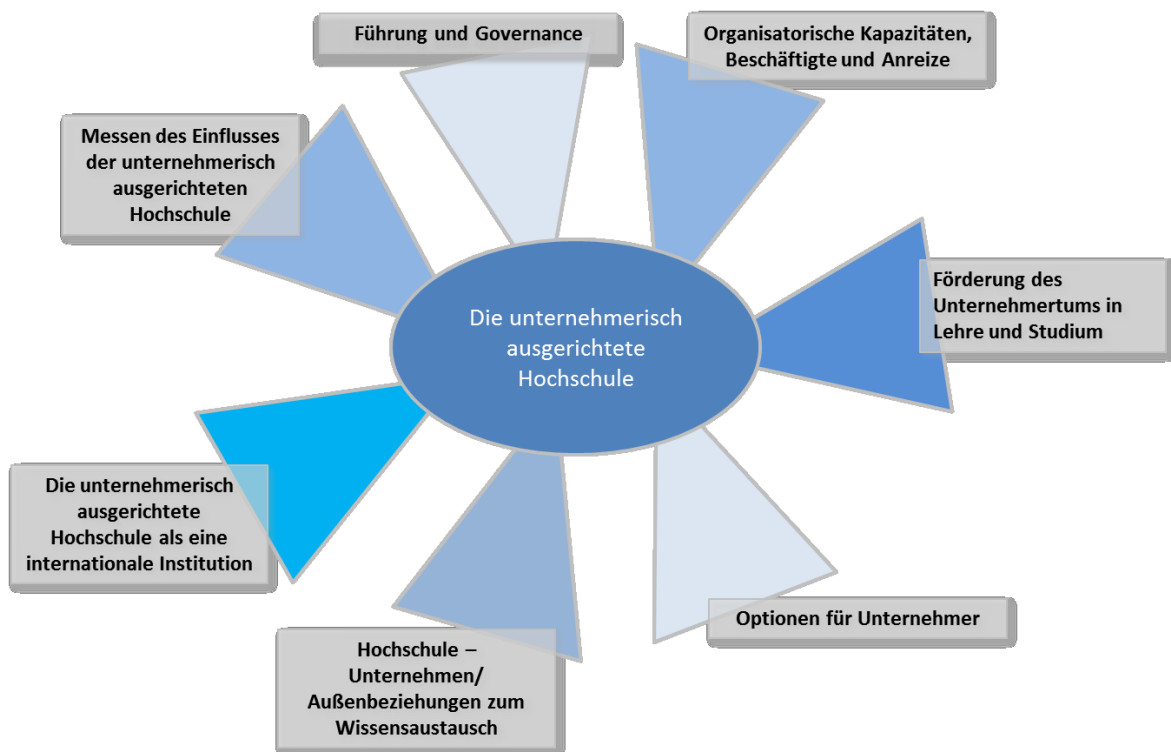 Führung und Governance
Organisatorische Kapazitäten,
Beschäftigte und Anreize
Messen des Einflusses
der unternehmerisch
ausgerichteten
Hochschule
Förderung des
Unternehmertums in
Lehre und Studium
Die unternehmerisch
ausgerichtete
Hochschule
Die unternehmerisch
ausgerichtete
Hochschule als eine
internationale Institution
Optionen für Unternehmer
Hochschule –
Unternehmen/
Außenbeziehungen zum
Wissensaustausch